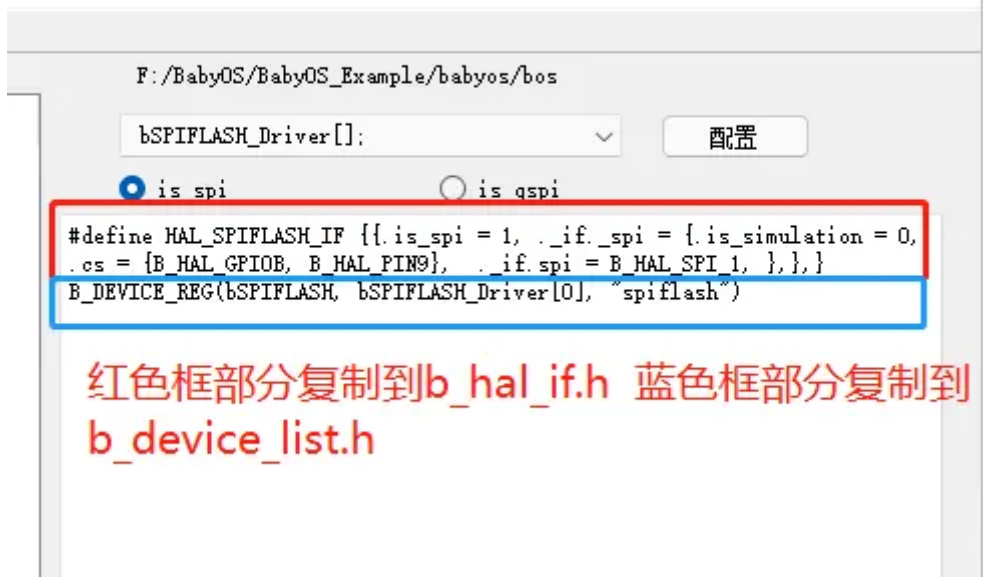 F:/BabyOS/BabyOS_Example/babyos/bos
bSPIFLASH_Driver[];
配置
is spi
is qspi
#define HAL_SPIFLASH_IF {{.is_spi = 1, ._if._spi = {.is_simulation = 0,
.cs = {B_HAL_GPIOB, B_HAL_PIN9}, ._if.spi = B_HAL_SPI_1, },},}
B_DEVICE_REG(bSPIFLASH, bSPIFLASH_Driver[0], "spiflash")
红色框部分复制到b_hal_if.h 蓝色框部分复制到
b_device_list.h